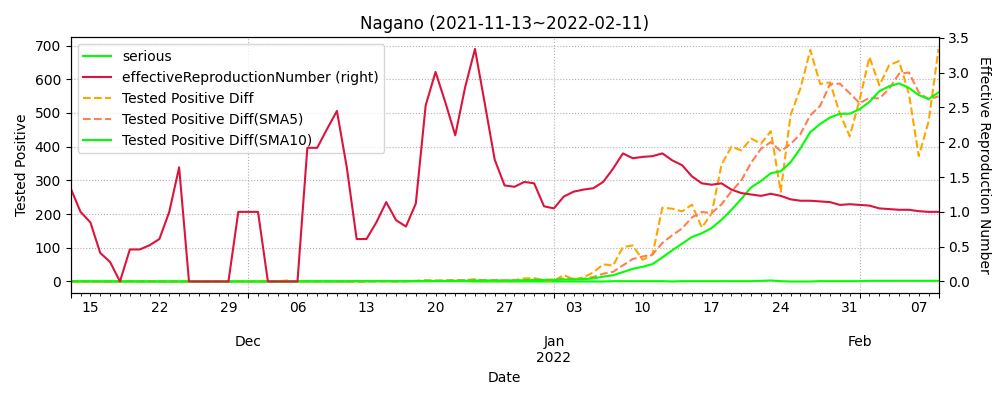 Nagano (2021-11-13~2022-02-11)
serious
effectiveReproductionNumber (right)
Tested Positive Diff
Tested Positive Diff(SMA5)
Tested Positive Diff(SMA10)
Tested Positive
700
600
500
400
300
200
100
0
3.5
3.0
2.5
2.0
1.5
1.0
0.5
0.0
Effective Reproduction Number
15 22 29 06 13 20 27 03 10 17 24 31 07
Dec Jan Feb
2022
Date